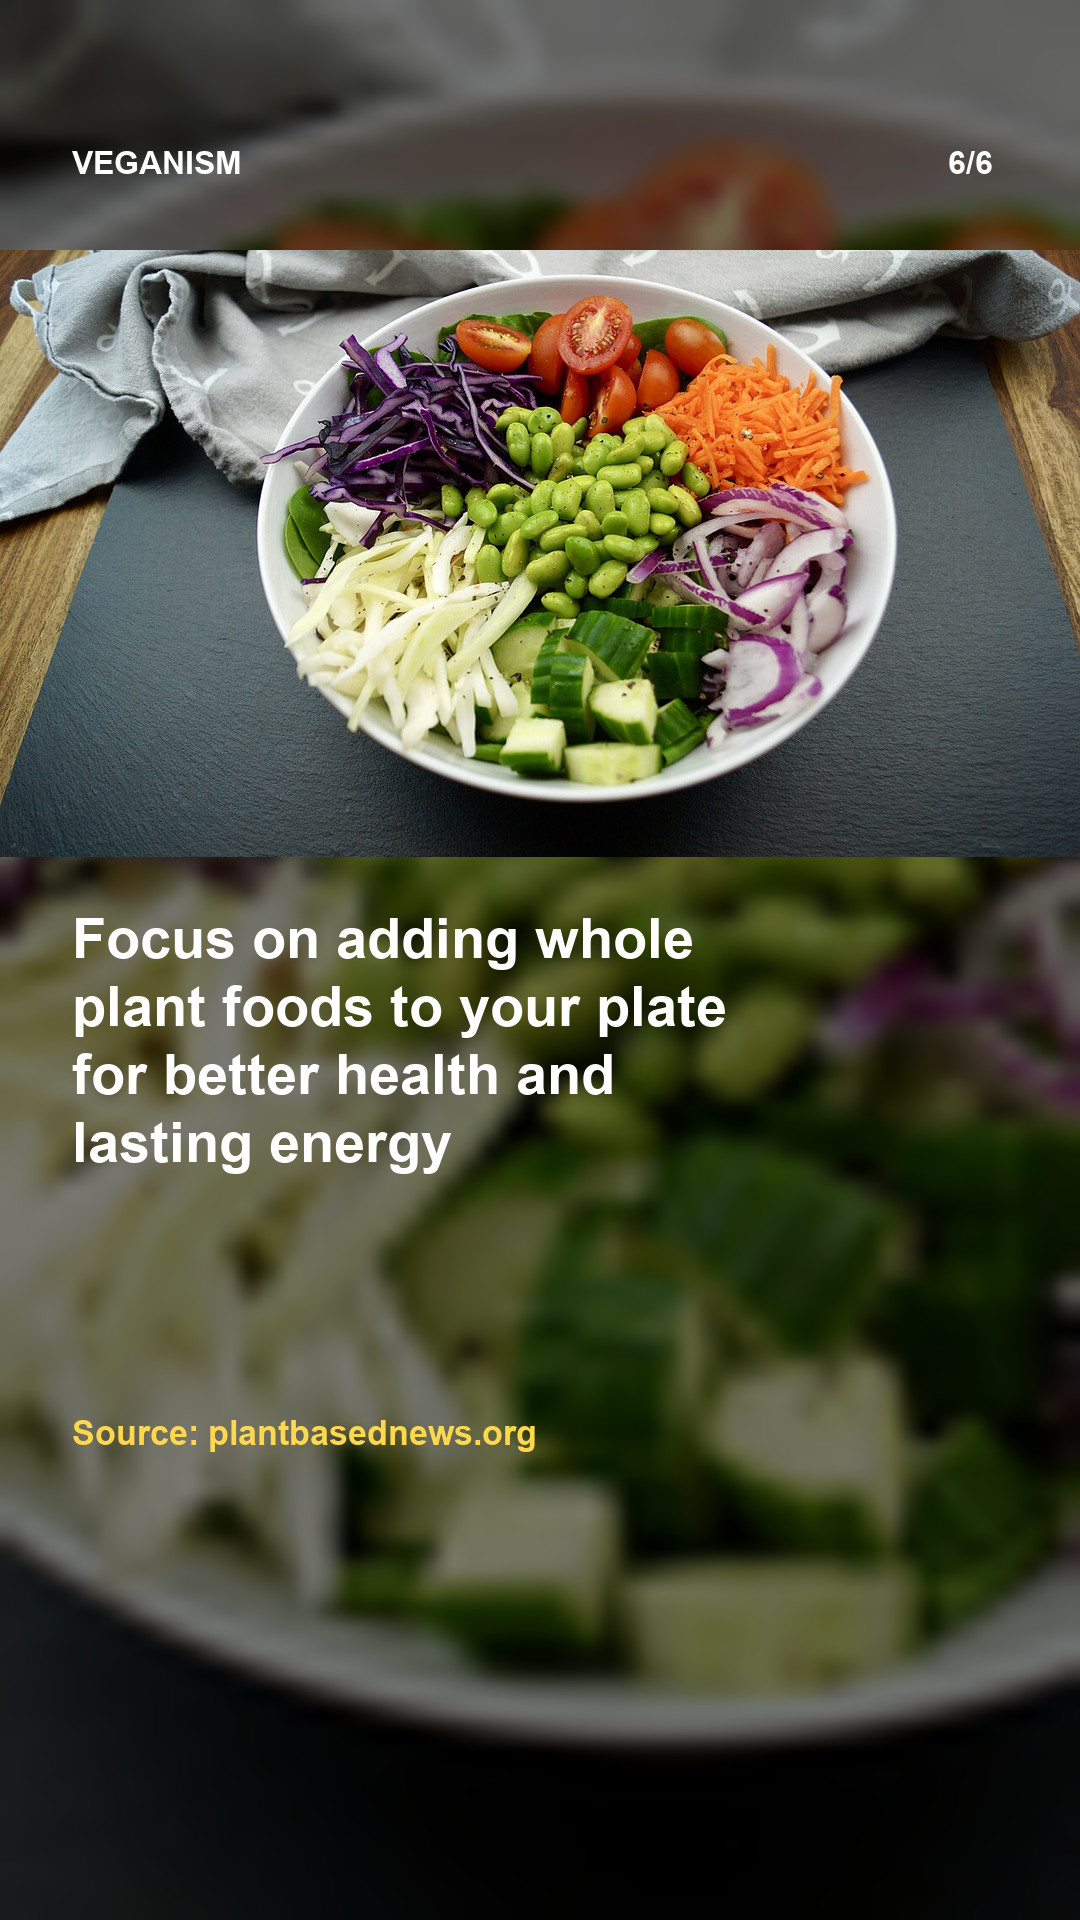 VEGANISM
6/6
Focus on adding whole
plant foods to your plate
for better health and
lasting energy
Source: plantbasednews.org